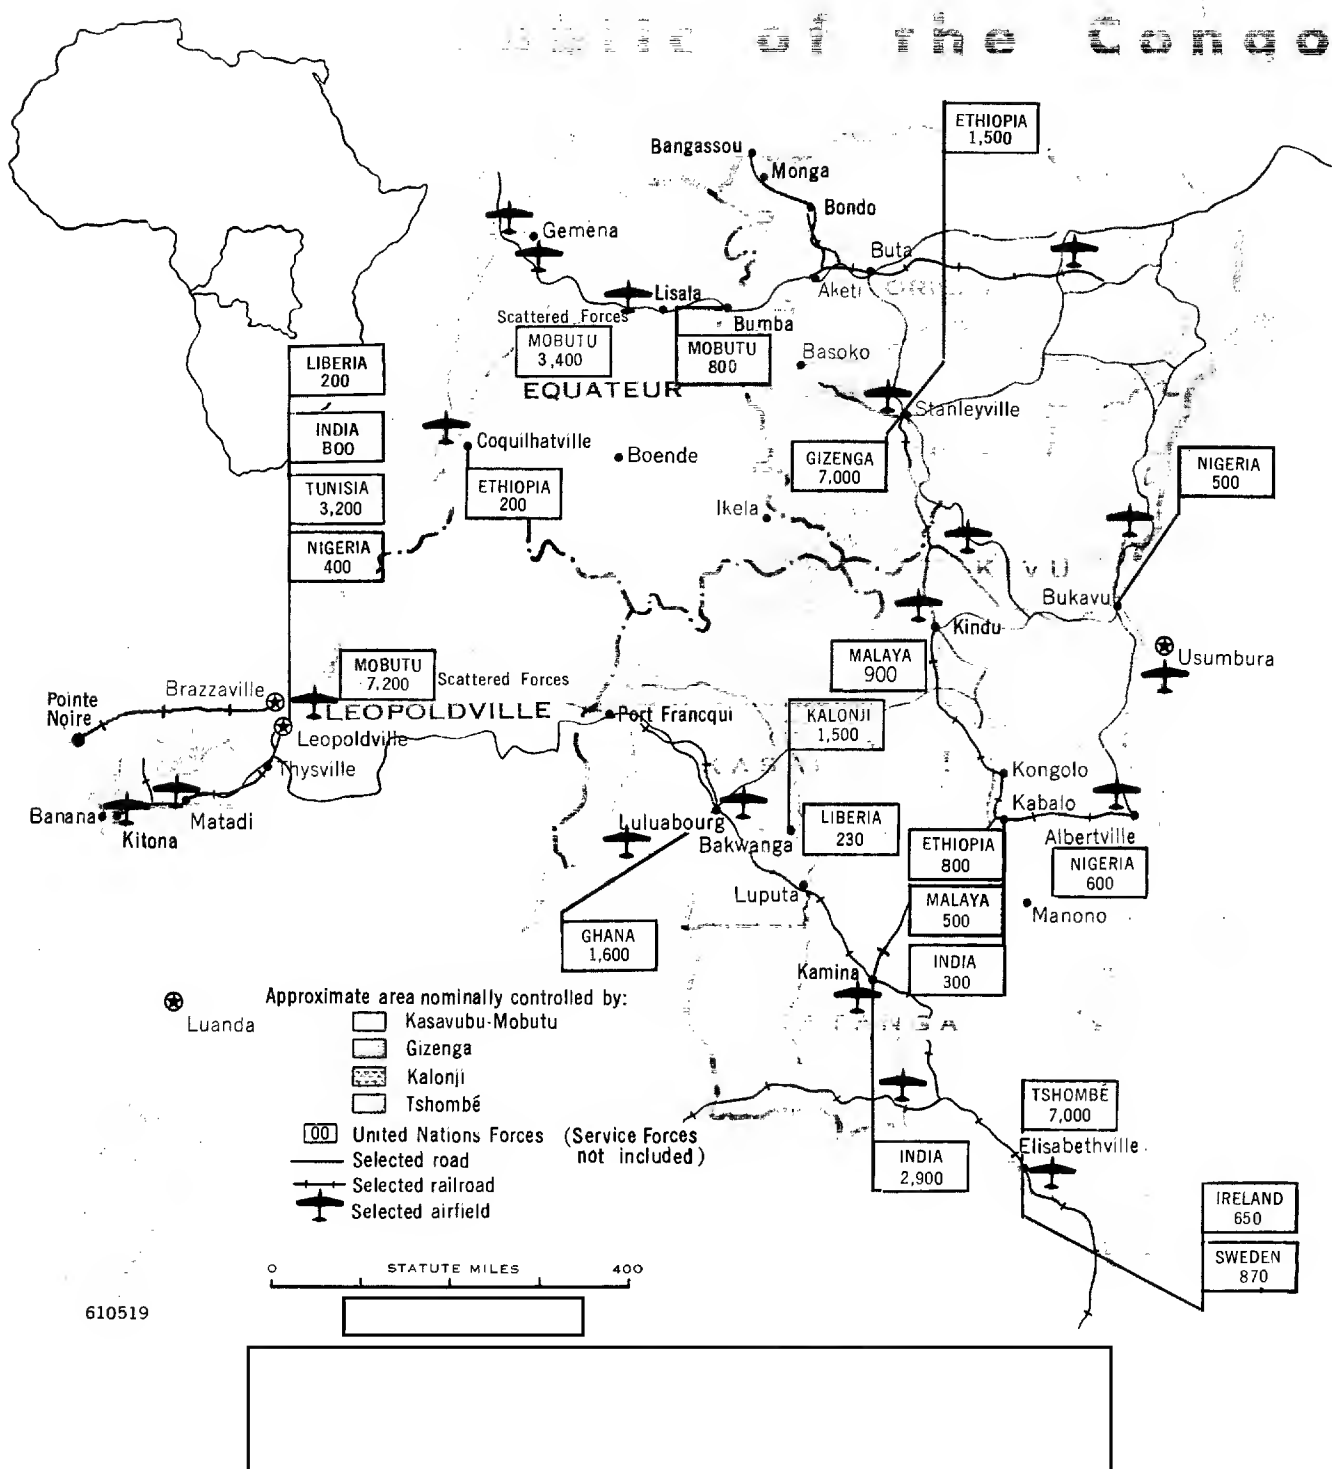 of the Congo
ETHIOPIA
1,500
Bangassou
Monga
Bondo
Gemena
Buta
Aketi
Lisala
Bumba
Scattered Forces
MOBUTU
3,400
MOBUTU
800
Basoko
EQUATEUR
LIBERIA
200
INDIA
800
TUNISIA
3,200
NIGERIA
400
Stanleyville
Coquilhatville
Boende
GIZENGA
7,000
NIGERIA
500
ETHIOPIA
200
Ikela
K VU
Bukavu
Kindu
Usumbura
MALAYA
900
MOBUTU
7,200
Scattered Forces
Brazzaville
Pointe
Noire
LEOPOLDVILLE
Leopoldville
Port Francqui
KALONJI
1,500
Thysville
KASAI
Kongolo
Banana
Kitona
Matadi
Luluabourg
Bakwanga
LIBERIA
230
Kabalo
Albertville
ETHIOPIA
800
NIGERIA
600
Luputa
MALAYA
500
Manono
GHANA
1,600
INDIA
300
Kamina
Luanda
Approximate area nominally controlled by:
Kasavubu-Mobutu
Gizenga
Kalonji
Tshombé
00 United Nations Forces (Service Forces
not included)
Selected road
Selected railroad
Selected airfield
TSHOMBÉ
7,000
Elisabethville
INDIA
2,900
IRELAND
650
SWEDEN
870
0 STATUTE MILES 400
610519